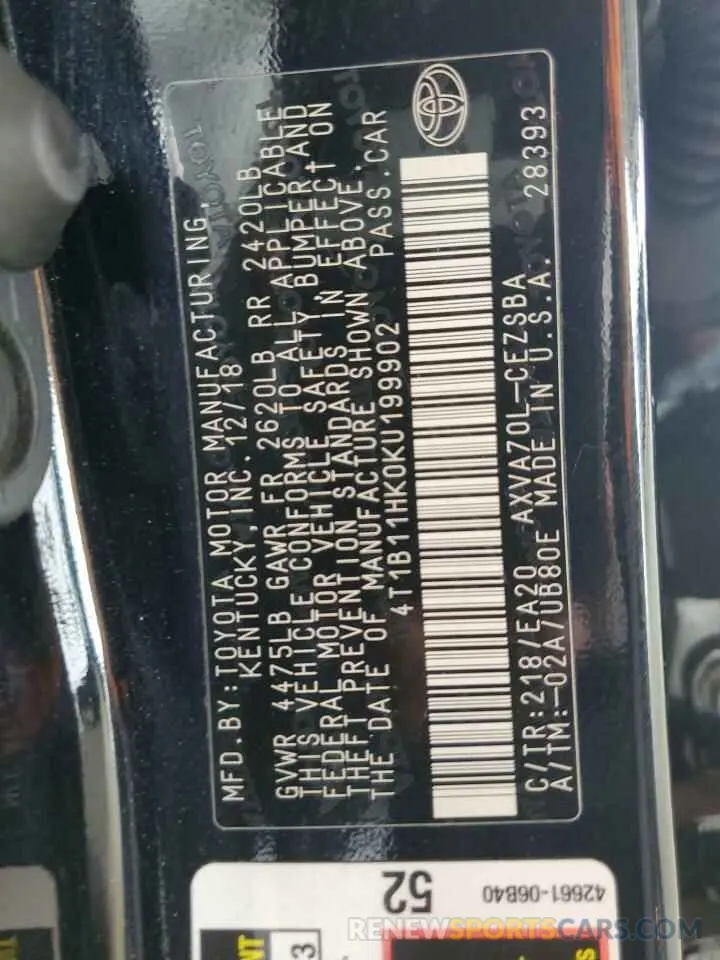 MFD. BY: TOYOTA MOTOR MANUFACTURING,
KENTUCKY, INC. 12/18
GVWR 4475LB GAWR FR 2620LB RR 2420LB
THIS VEHICLE CONFORMS TO ALL APPLICABLE
FEDERAL MOTOR VEHICLE SAFETY, BUMPER AND
THEFT PREVENTION STANDARDS IN EFFECT ON
THE DATE OF MANUFACTURE SHOWN ABOVE.
4T1B11HK0KU199902 PASS.CAR
C/TR:218/EA20 AXVA70L-CEZSBA
A/TM:-02A/UB80E MADE IN U.S.A. 28393
52
42661-06B40
RENEWSPORTSCARS.COM